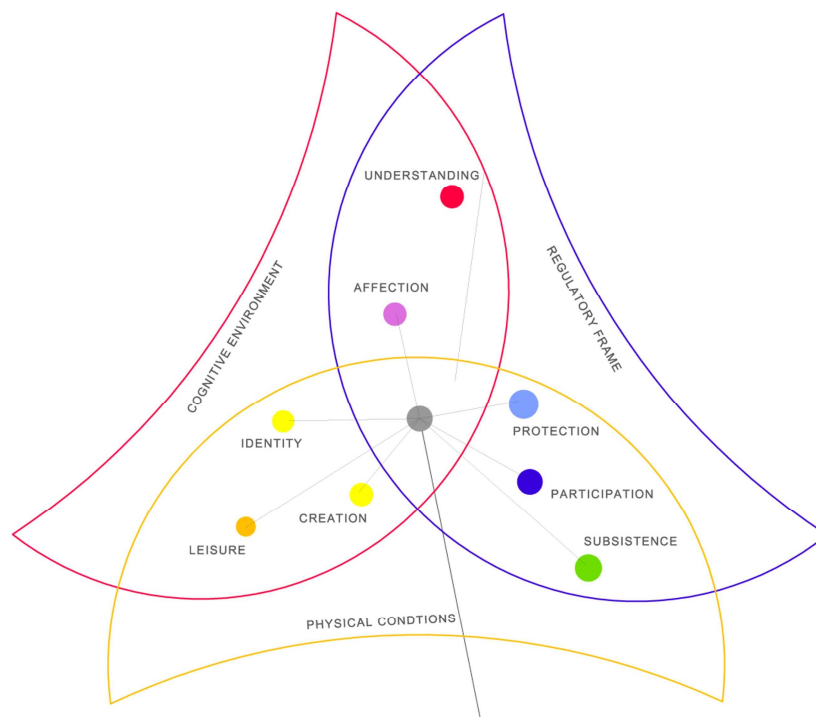 UNDERSTANDING
AFFECTION
COGNITIVE ENVIRONMENT
REGULATORY FRAME
IDENTITY
PROTECTION
CREATION
PARTICIPATION
LEISURE
SUBSISTENCE
PHYSICAL CONDTIONS